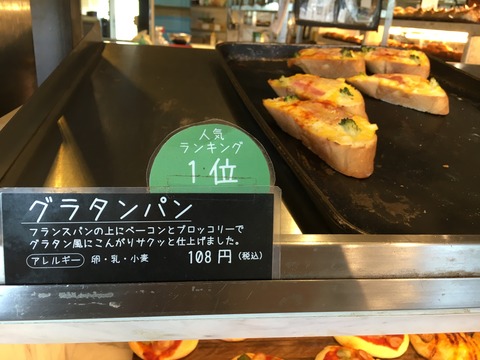 人気
ランキング
1位
グラタンパン
フランスパンの上にベーコンとブロッコリーで
グラタン風にこんがりサクッと仕上げました。
アレルギー 卵・乳・小麦 108円(税込)